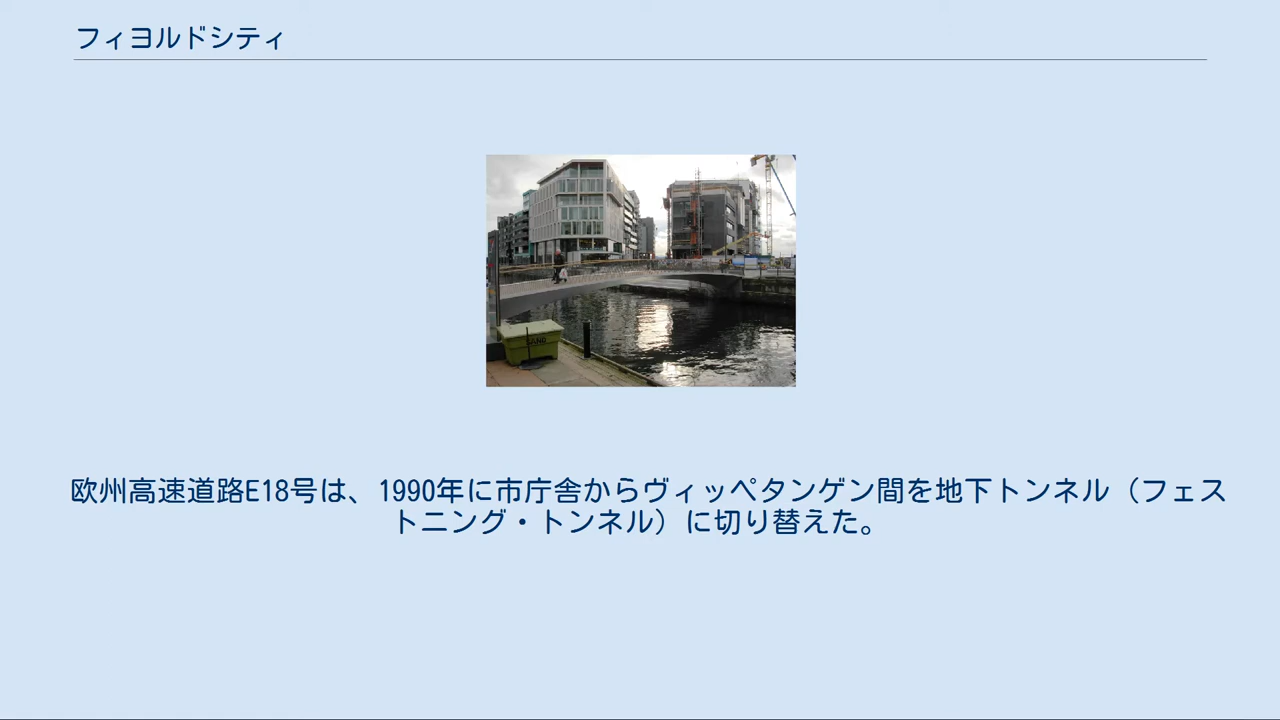 フィヨルドシティ
SAND
欧州高速道路E18号は、1990年に市庁舎からヴィッペタンゲン間を地下トンネル（フェス
トニング・トンネル）に切り替えた。